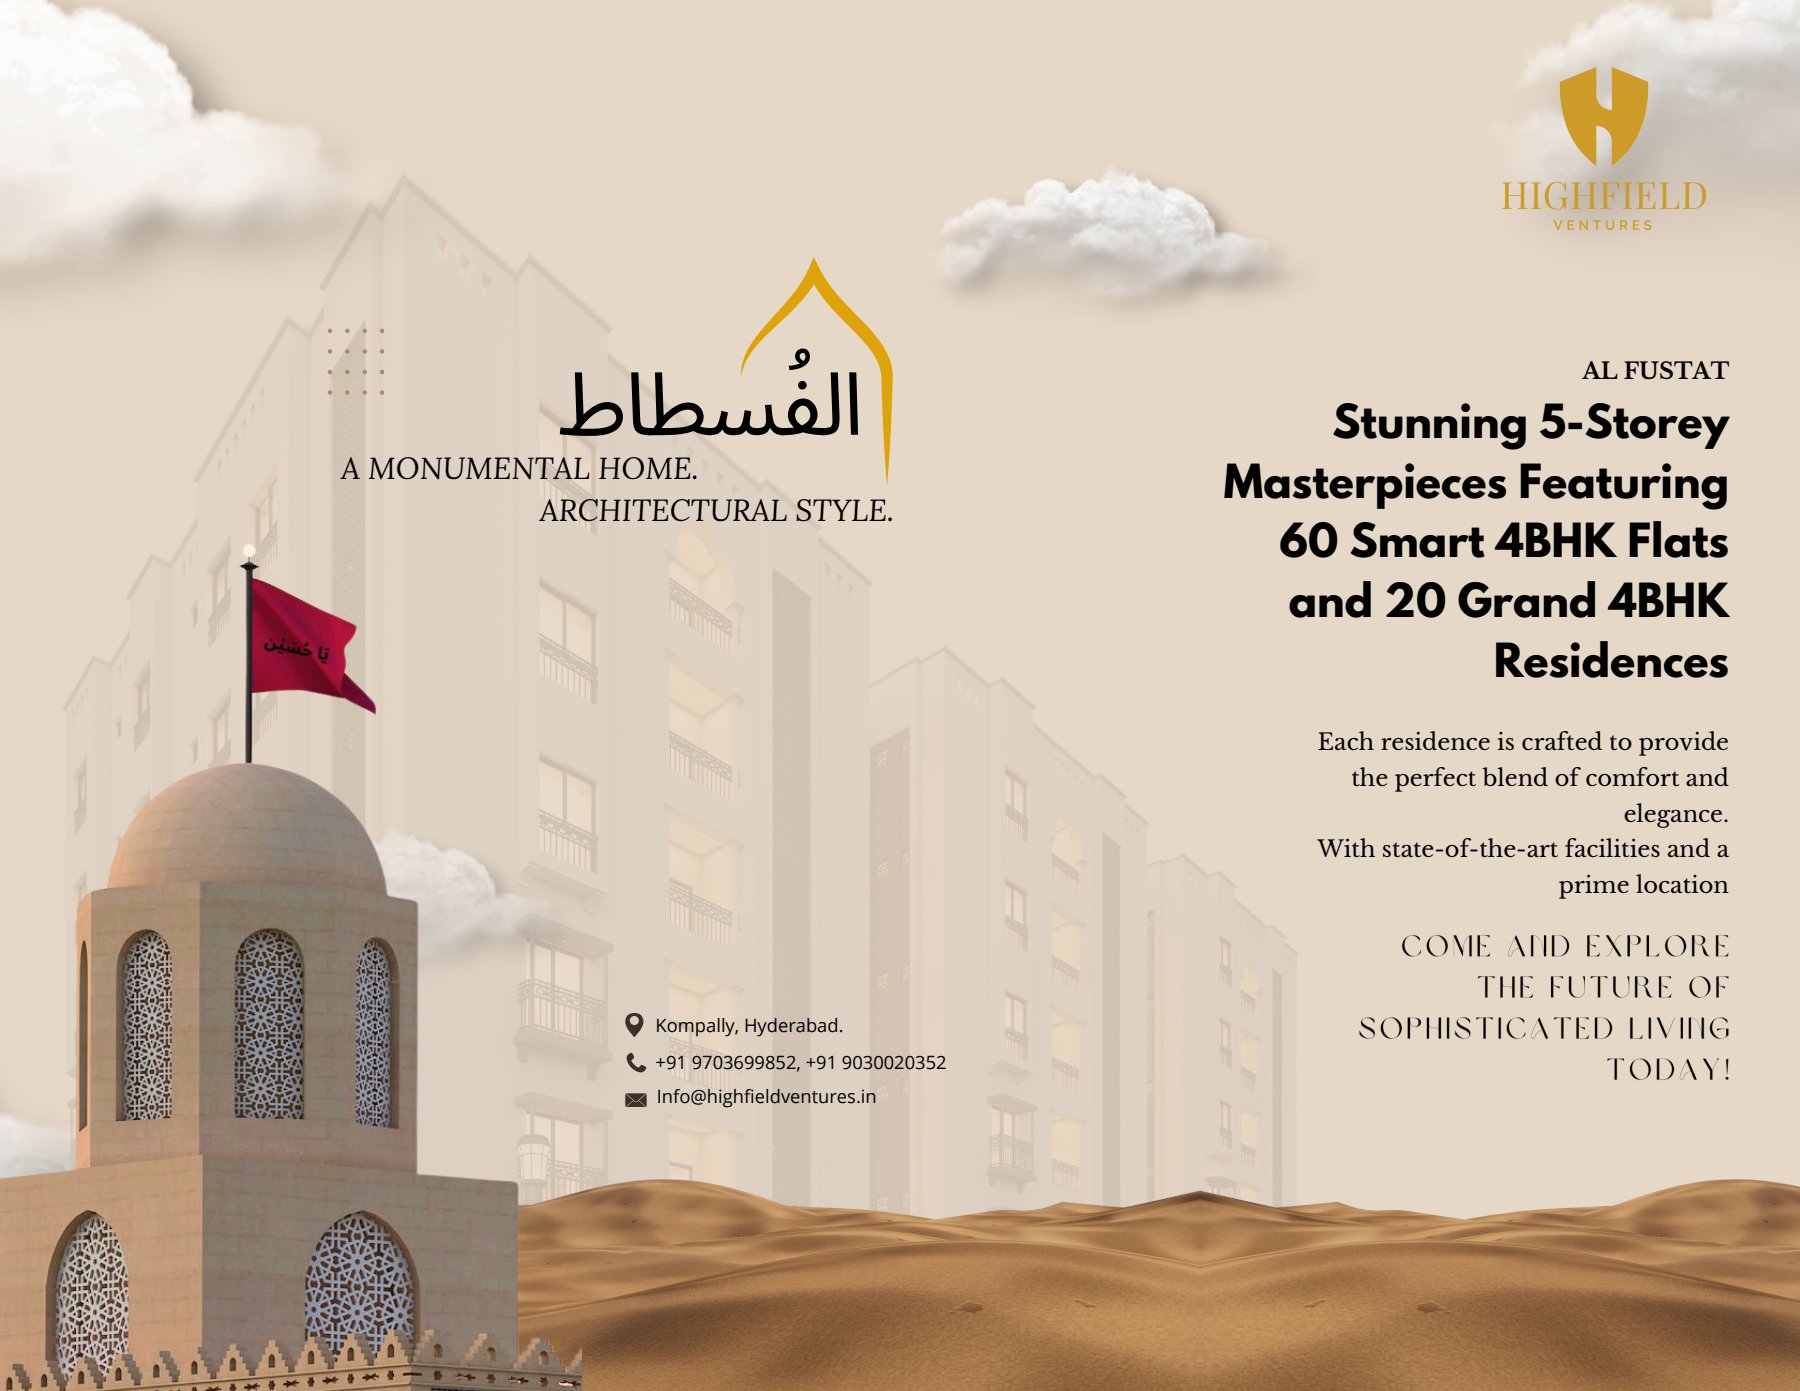 HIGHFIELD
VENTURES
الفُسطاط
A MONUMENTAL HOME.
ARCHITECTURAL STYLE.
يَا حُسَيْن
AL FUSTAT
Stunning 5-Storey
Masterpieces Featuring
60 Smart 4BHK Flats
and 20 Grand 4BHK
Residences
Each residence is crafted to provide
the perfect blend of comfort and
elegance.
With state-of-the-art facilities and a
prime location
COME AND EXPLORE
THE FUTURE OF
SOPHISTICATED LIVING
TODAY!
Kompally, Hyderabad.
+91 9703699852, +91 9030020352
Info@highfieldventures.in